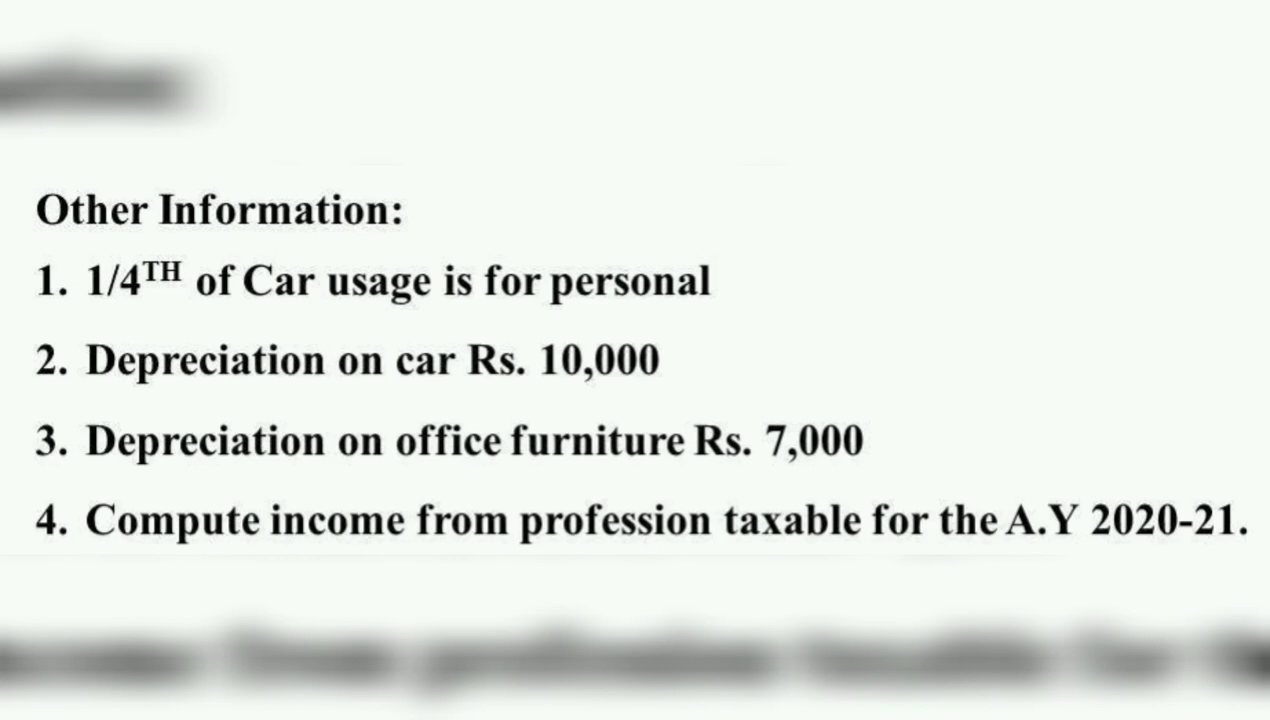 Other Information:
1. 1/4TH of Car usage is for personal
2. Depreciation on car Rs. 10,000
3. Depreciation on office furniture Rs. 7,000
4. Compute income from profession taxable for the A.Y 2020-21.